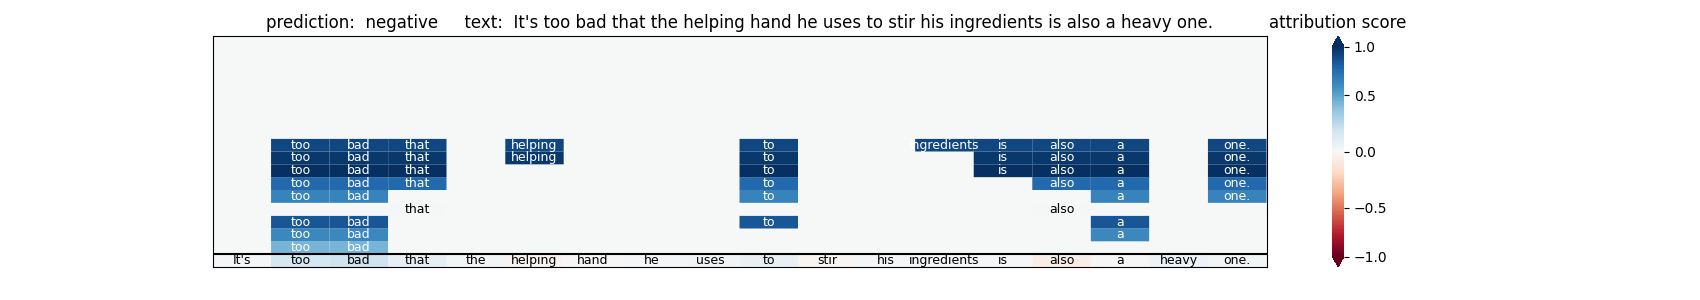 prediction:  negative     text:  It's too bad that the helping hand he uses to stir his ingredients is also a heavy one.     attribution score
1.0
0.5
0.0
−0.5
−1.0
too bad that helping to ingredients is also a one.
too bad that helping to is also a one.
too bad that to is also a one.
too bad that to also a one.
too bad to a one.
that also
too bad to a
too bad a
too bad
It's too bad that the helping hand he uses to stir his ingredients is also a heavy one.